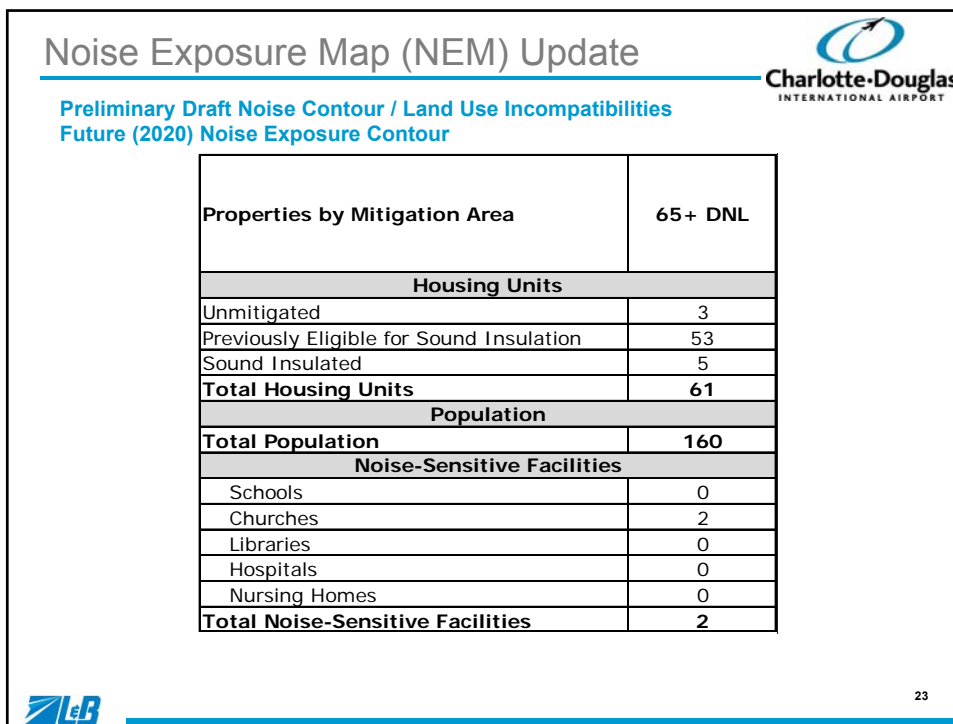 Noise Exposure Map (NEM) Update
Charlotte•Douglas
INTERNATIONAL AIRPORT
Preliminary Draft Noise Contour / Land Use Incompatibilities
Future (2020) Noise Exposure Contour
Properties by Mitigation Area 65+ DNL
Housing Units
Unmitigated 3
Previously Eligible for Sound Insulation 53
Sound Insulated 5
Total Housing Units 61
Population
Total Population 160
Noise-Sensitive Facilities
Schools 0
Churches 2
Libraries 0
Hospitals 0
Nursing Homes 0
Total Noise-Sensitive Facilities 2
L&B
23